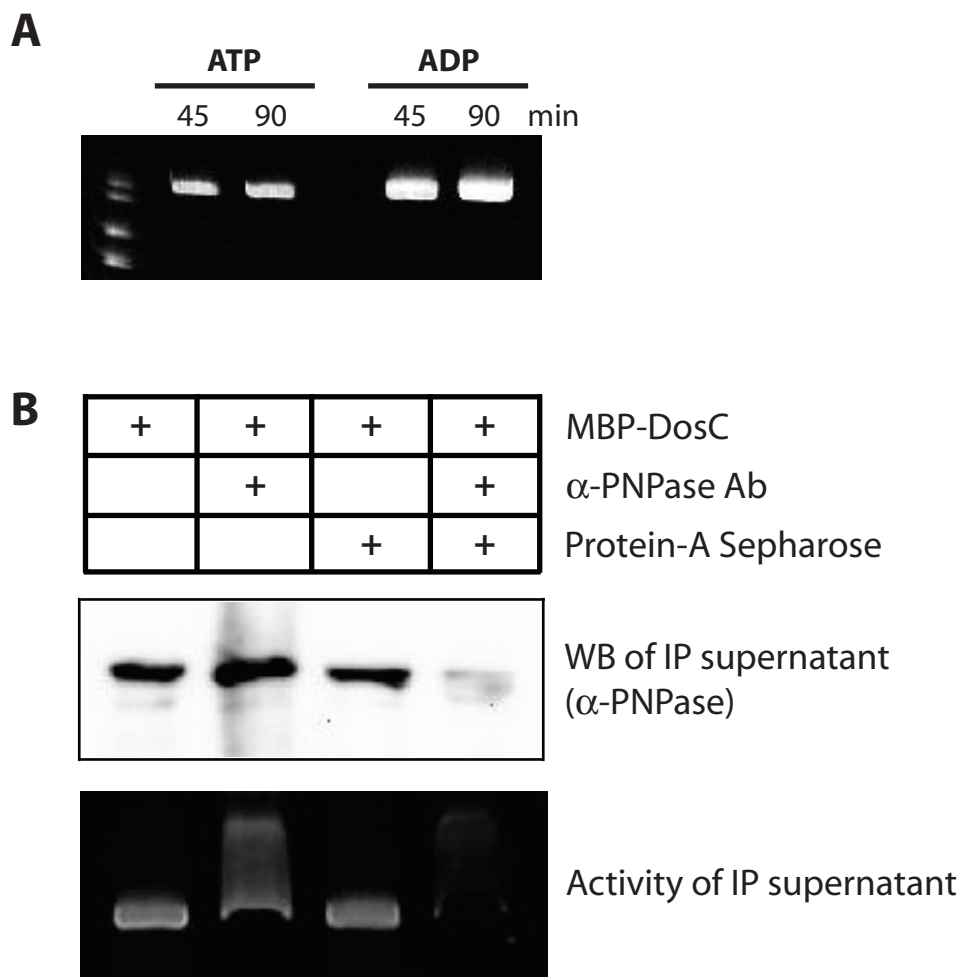 A
ATP ADP
45 90 45 90 min
B
+ + + + MBP-DosC
+ + α-PNPase Ab
+ + Protein-A Sepharose
WB of IP supernatant
(α-PNPase)
Activity of IP supernatant